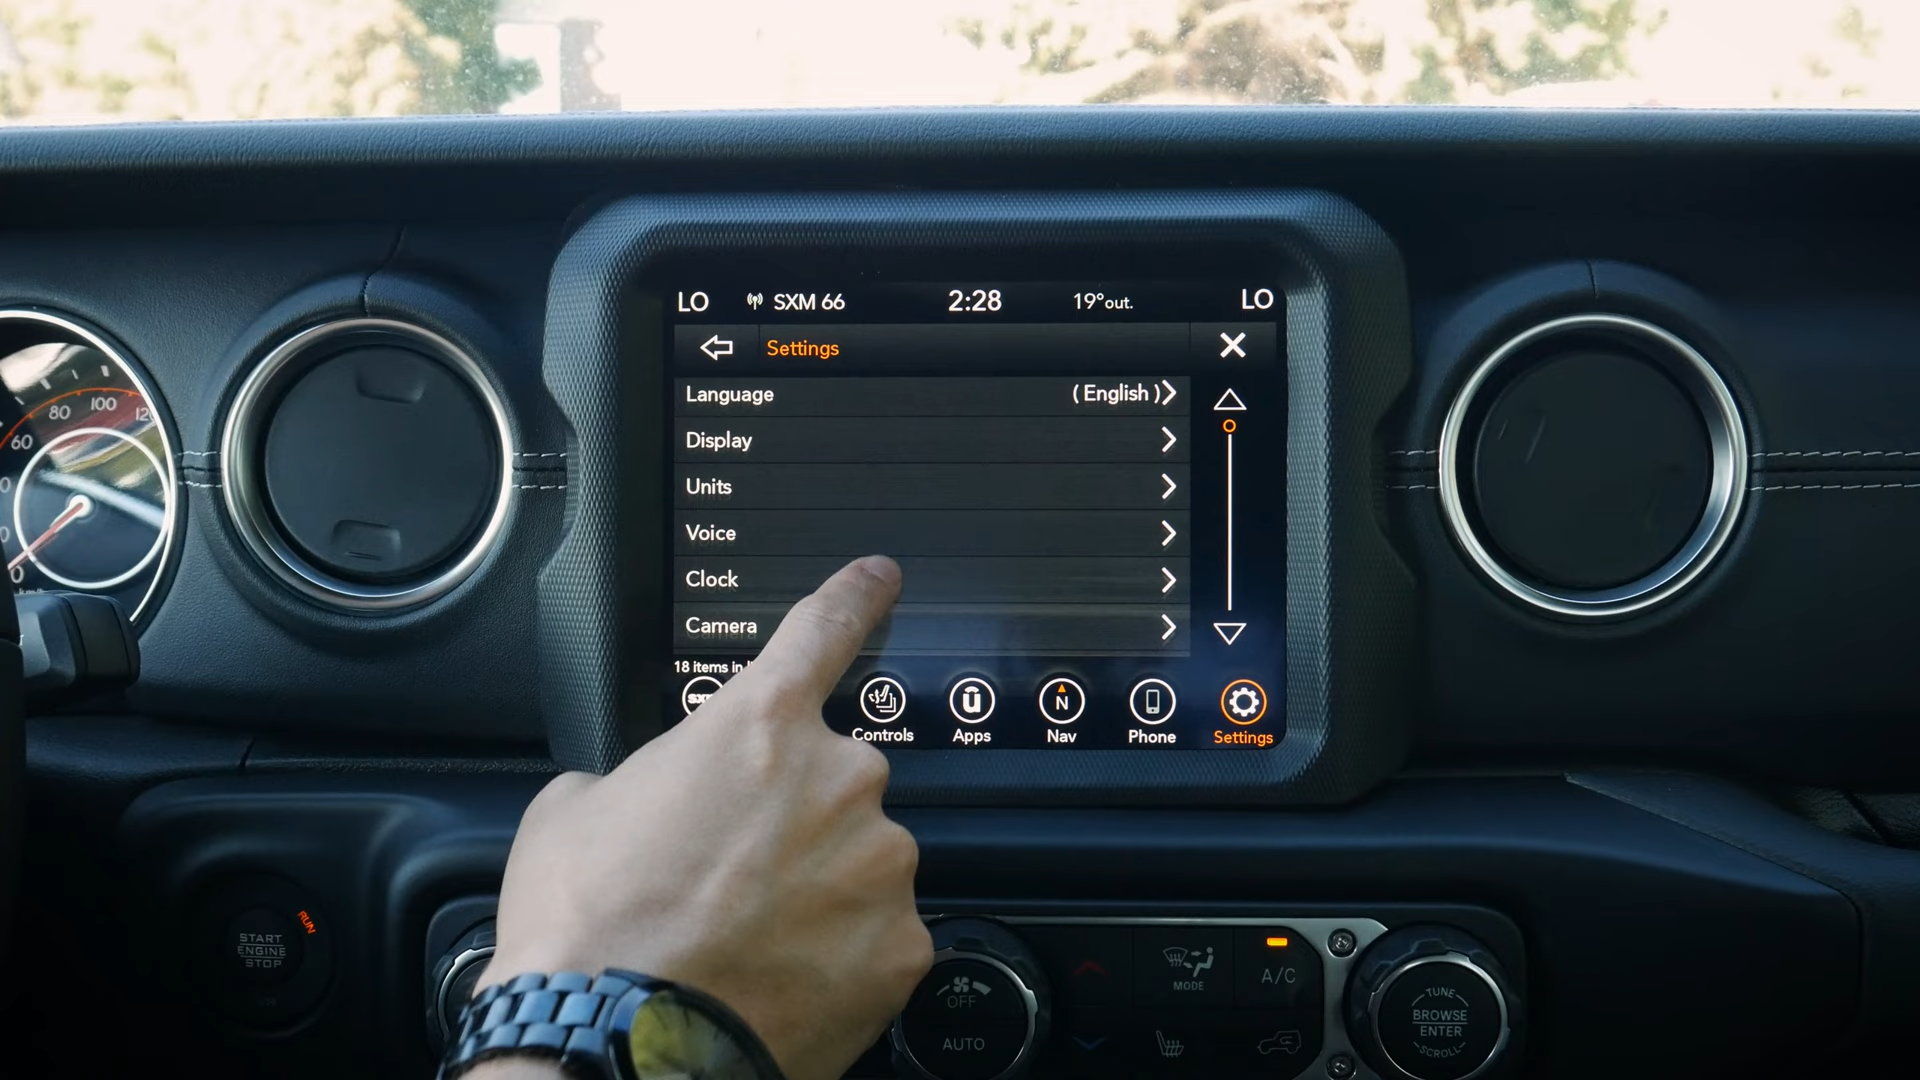 LO SXM 66 2:28 19°out. LO
Settings
Language ( English )
Display
Units
Voice
Clock
Camera
18 items in
Controls Apps N Nav Phone Settings
60 80 100
0
km/h
RUN
START
ENGINE
STOP
OFF
AUTO
MODE
A/C
TUNE
BROWSE
ENTER
SCROLL